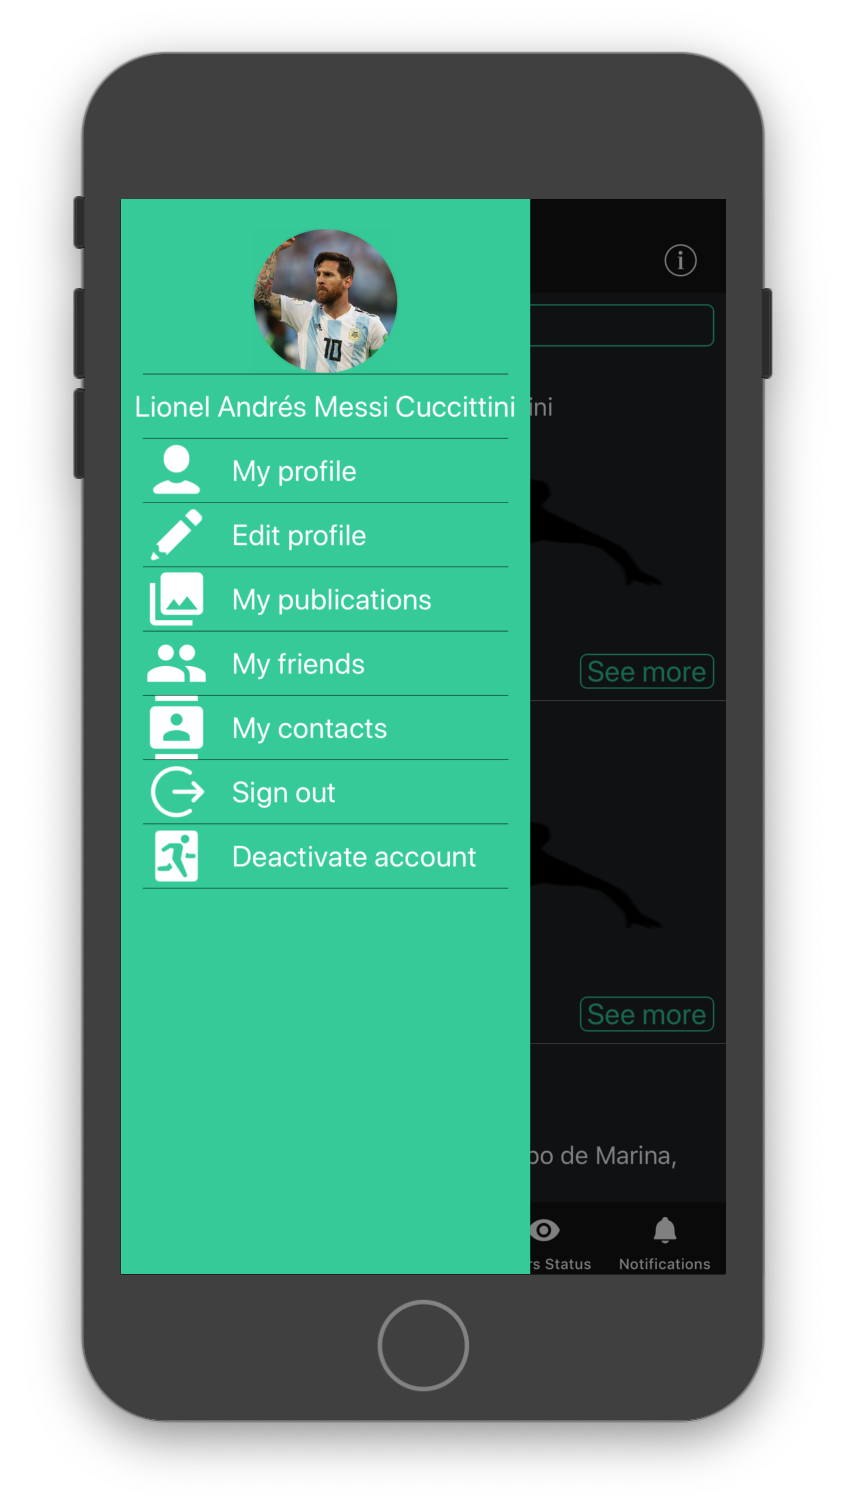 Lionel Andrés Messi Cuccittini
ini
My profile
Edit profile
My publications
My friends
See more
My contacts
Sign out
Deactivate account
See more
de Marina,
Status
Notifications
10